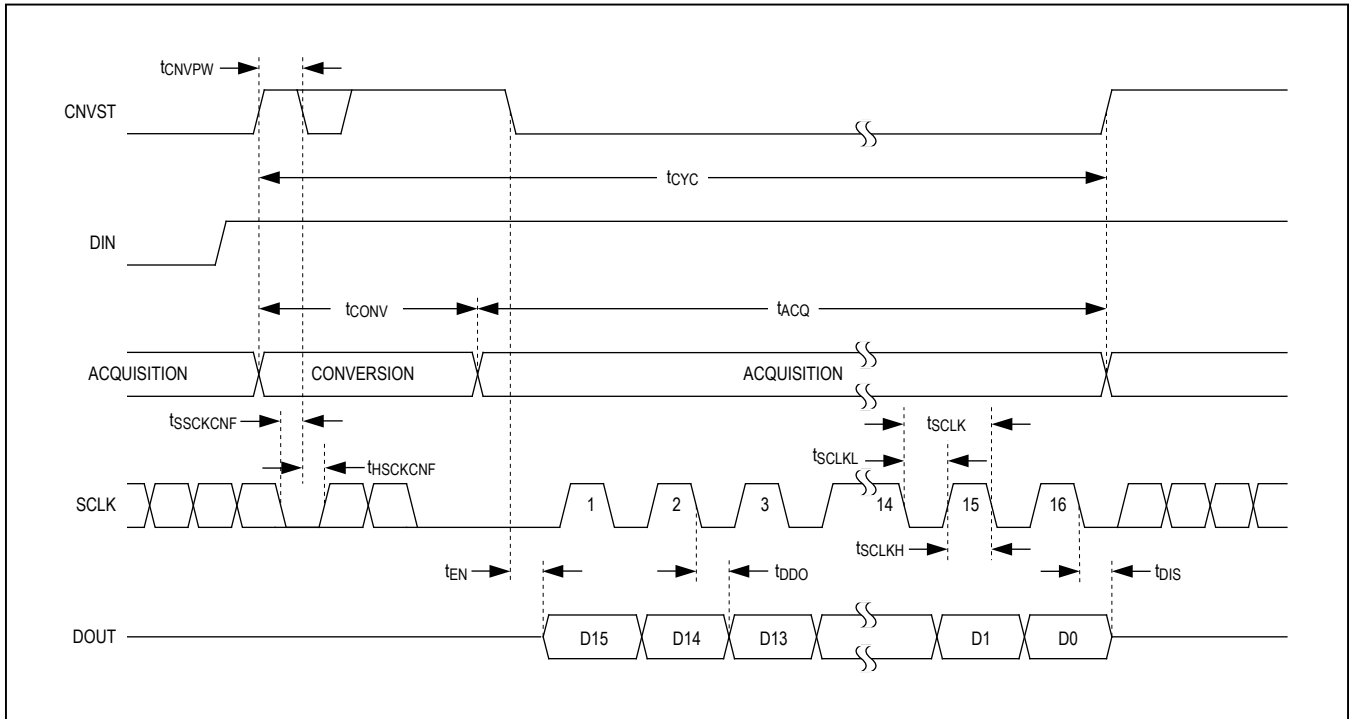 tCNVPW
CNVST
tCYC
DIN
tCONV
tACQ
ACQUISITION
CONVERSION
ACQUISITION
tSSCKCNF
tSCLK
tHSCKCNF
tSCLKL
SCLK
1
2
3
14
15
16
tSCLKH
tEN
tDDO
tDIS
DOUT
D15
D14
D13
D1
D0